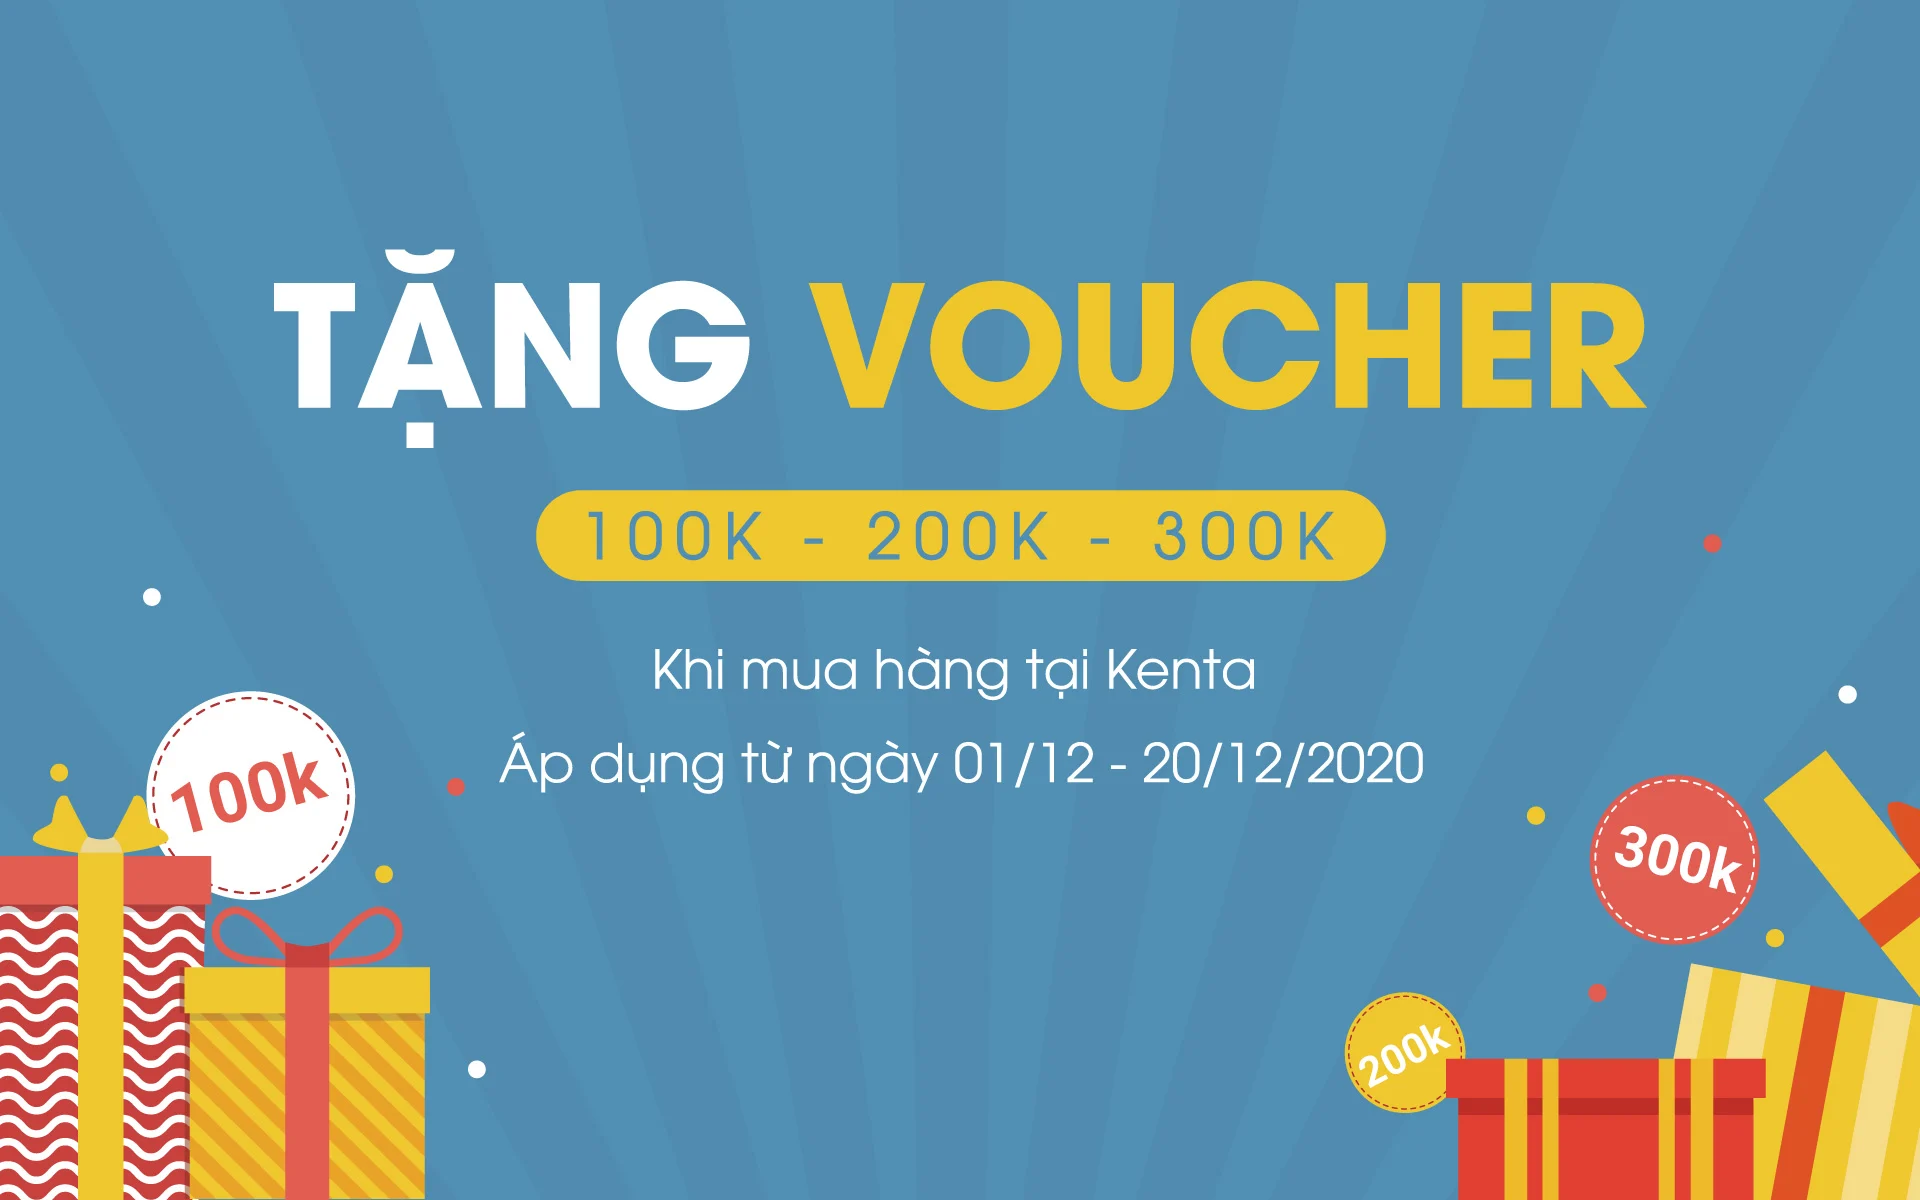 TẶNG VOUCHER
100K - 200K - 300K
Khi mua hàng tại Kenta
Áp dụng từ ngày 01/12 - 20/12/2020
100k
300k
200k